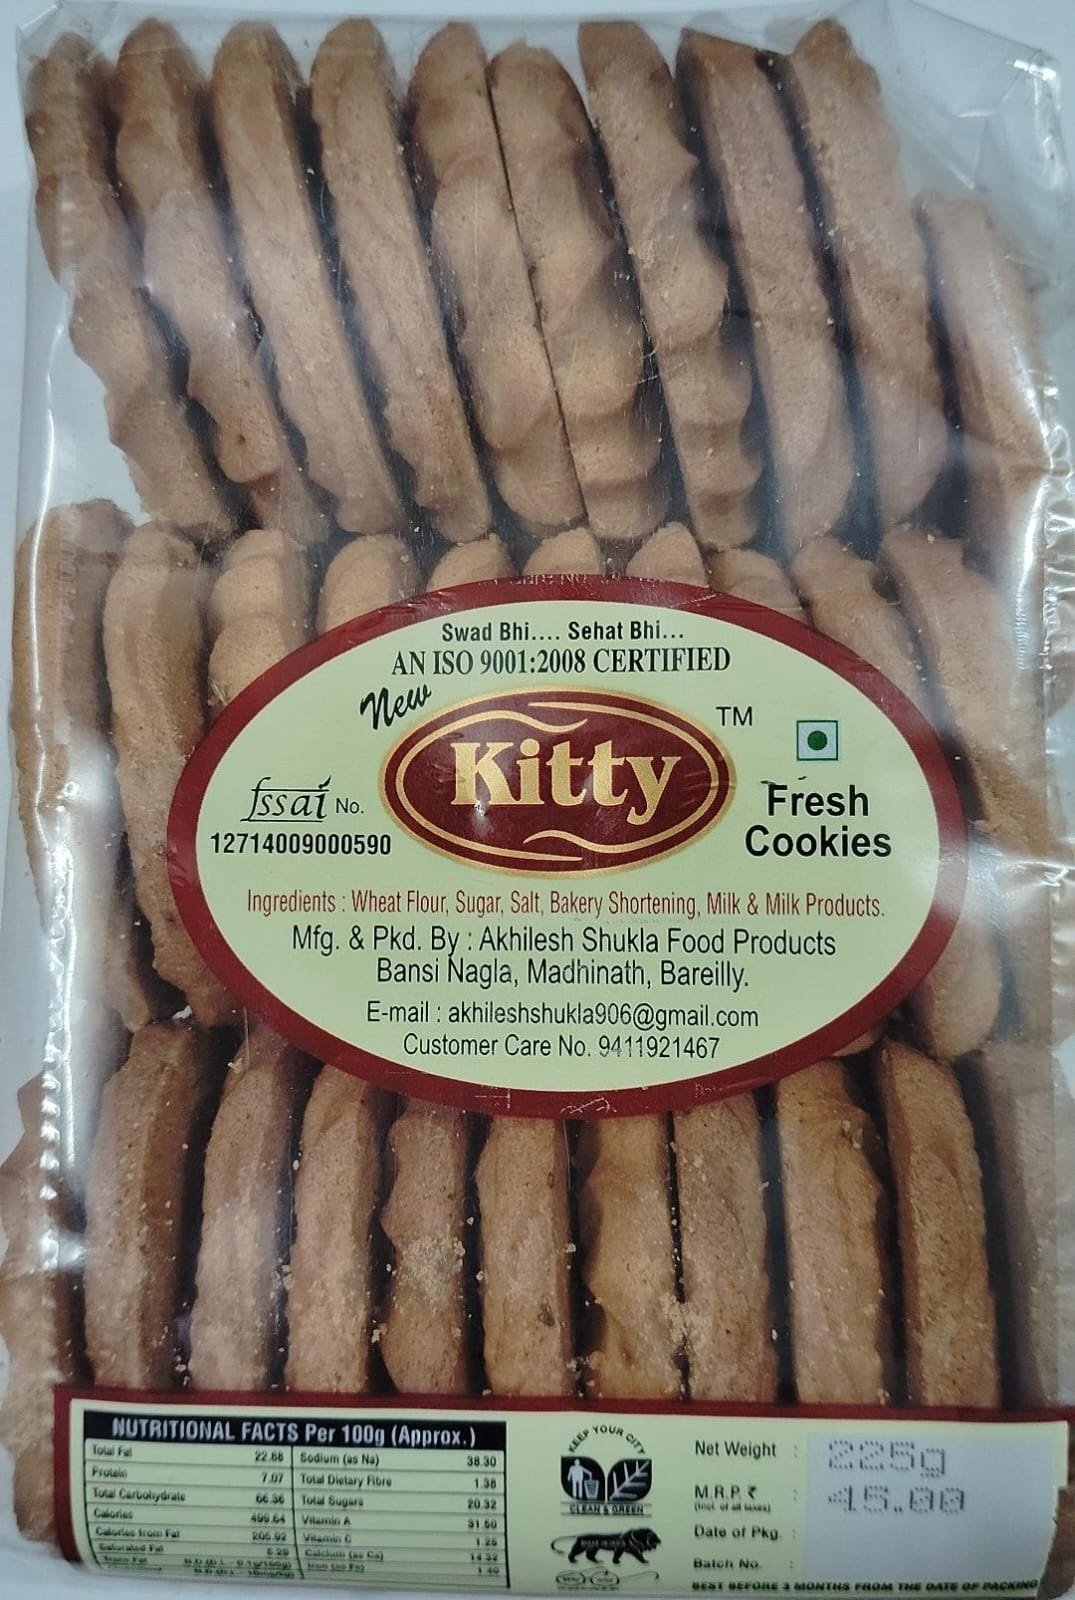 Swad Bhi.... Sehat Bhi...
AN ISO 9001:2008 CERTIFIED
New
Kitty
TM
fssai No.
12714009000590
Fresh
Cookies
Ingredients : Wheat Flour, Sugar, Salt, Bakery Shortening, Milk & Milk Products.
Mfg. & Pkd. By : Akhilesh Shukla Food Products
Bansi Nagla, Madhinath, Bareilly.
E-mail : akhileshshukla906@gmail.com
Customer Care No. 9411921467
NUTRITIONAL FACTS Per 100g (Approx.)
Total Fat 22.68 Sodium (as Na) 38.30
Protein 7.07 Total Dietary Fibre 1.38
Total Carbohydrate 66.36 Total Sugars 20.32
Calories 499.64 Vitamin A 31.50
Calories from Fat 205.92 Vitamin C 1.25
Saturated Fat Calcium (as Ca) 14.32
Trans Fat Iron (as Fe) 1.40
KEEP YOUR CITY
CLEAN & GREEN
Net Weight : 225g
M.R.P. ₹ : 45.00
(Incl. of all taxes)
Date of Pkg. :
Batch No. :
BEST BEFORE 3 MONTHS FROM THE DATE OF PACKING